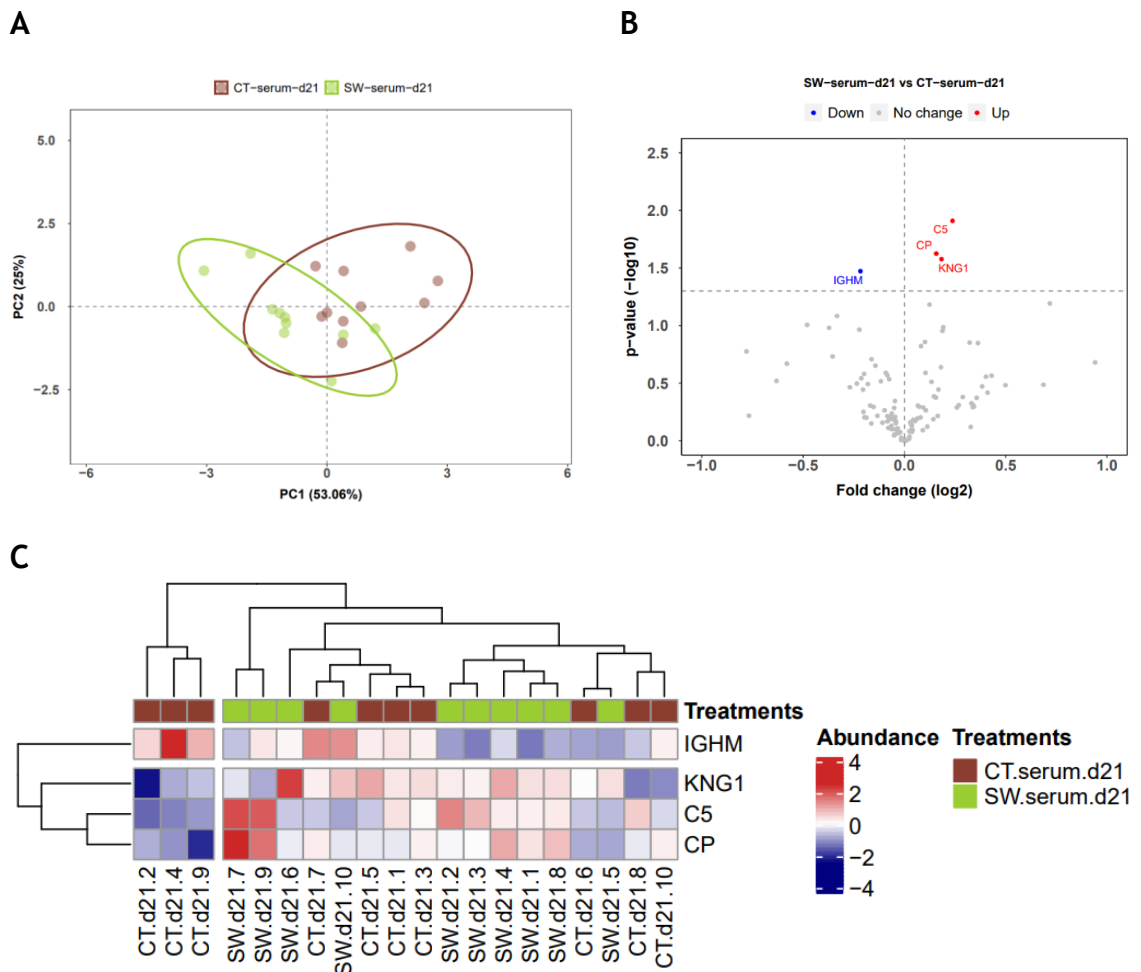 A
B
CT-serum-d21 SW-serum-d21
PC2 (25%)
5.0
2.5
0.0
−2.5
−6 −3 0 3 6
PC1 (53.06%)
SW-serum-d21 vs CT-serum-d21
Down No change Up
p-value (−log10)
2.5
2.0
1.5
1.0
0.5
0.0
C5
CP
KNG1
IGHM
−1.0 −0.5 0.0 0.5 1.0
Fold change (log2)
C
Treatments
IGHM
KNG1
C5
CP
CT.d21.2
CT.d21.4
CT.d21.9
SW.d21.7
SW.d21.9
SW.d21.6
CT.d21.7
SW.d21.10
CT.d21.5
CT.d21.1
CT.d21.3
SW.d21.2
SW.d21.3
SW.d21.4
SW.d21.1
SW.d21.8
CT.d21.6
SW.d21.5
CT.d21.8
CT.d21.10
Abundance
4
2
0
−2
−4
Treatments
CT.serum.d21
SW.serum.d21